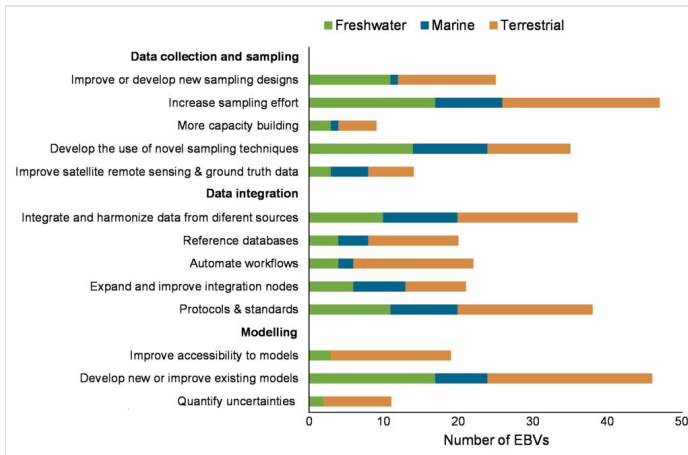 Freshwater Marine Terrestrial
Data collection and sampling
Improve or develop new sampling designs
Increase sampling effort
More capacity building
Develop the use of novel sampling techniques
Improve satellite remote sensing & ground truth data
Data integration
Integrate and harmonize data from diferent sources
Reference databases
Automate workflows
Expand and improve integration nodes
Protocols & standards
Modelling
Improve accessibility to models
Develop new or improve existing models
Quantify uncertainties
0 10 20 30 40 50
Number of EBVs